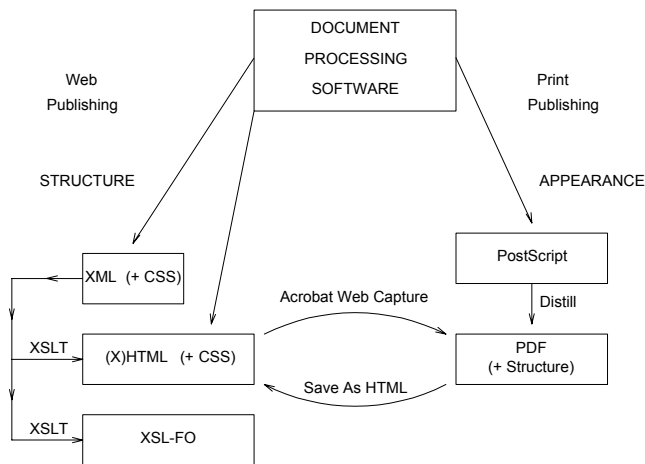 DOCUMENT
PROCESSING
SOFTWARE
Web
Publishing
Print
Publishing
STRUCTURE
APPEARANCE
XML (+ CSS)
PostScript
Acrobat Web Capture
Distill
XSLT
(X)HTML (+ CSS)
PDF
(+ Structure)
Save As HTML
XSLT
XSL-FO